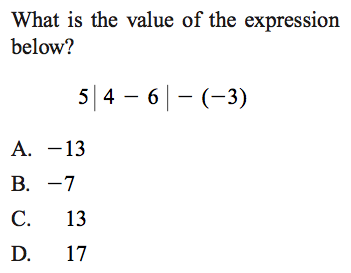 What is the value of the expression
below?
5| 4 − 6 | − (−3)
A. −13
B. −7
C. 13
D. 17